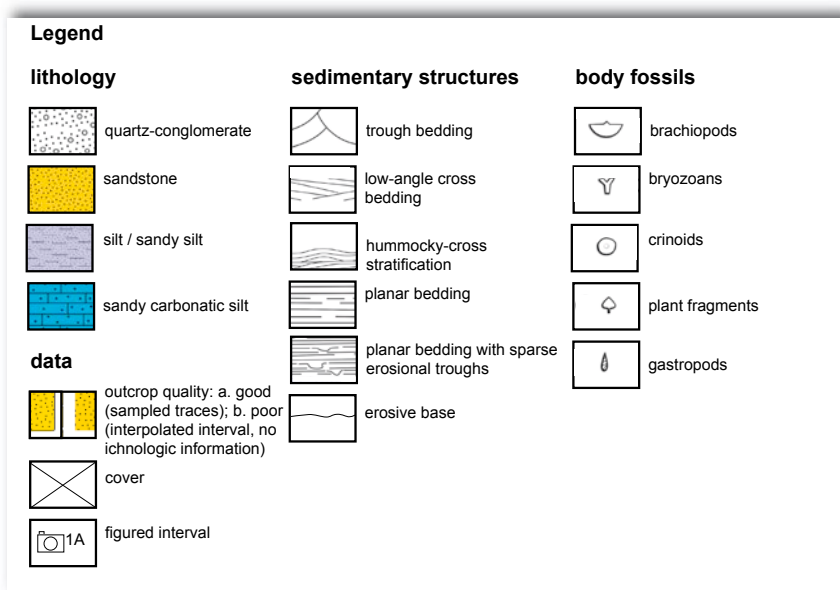 Legend
lithology
quartz-conglomerate
sandstone
silt / sandy silt
sandy carbonatic silt
data
outcrop quality: a. good
(sampled traces); b. poor
(interpolated interval, no
ichnologic information)
cover
1A
figured interval
sedimentary structures
trough bedding
low-angle cross
bedding
hummocky-cross
stratification
planar bedding
planar bedding with sparse
erosional troughs
erosive base
body fossils
brachiopods
bryozoans
crinoids
plant fragments
gastropods